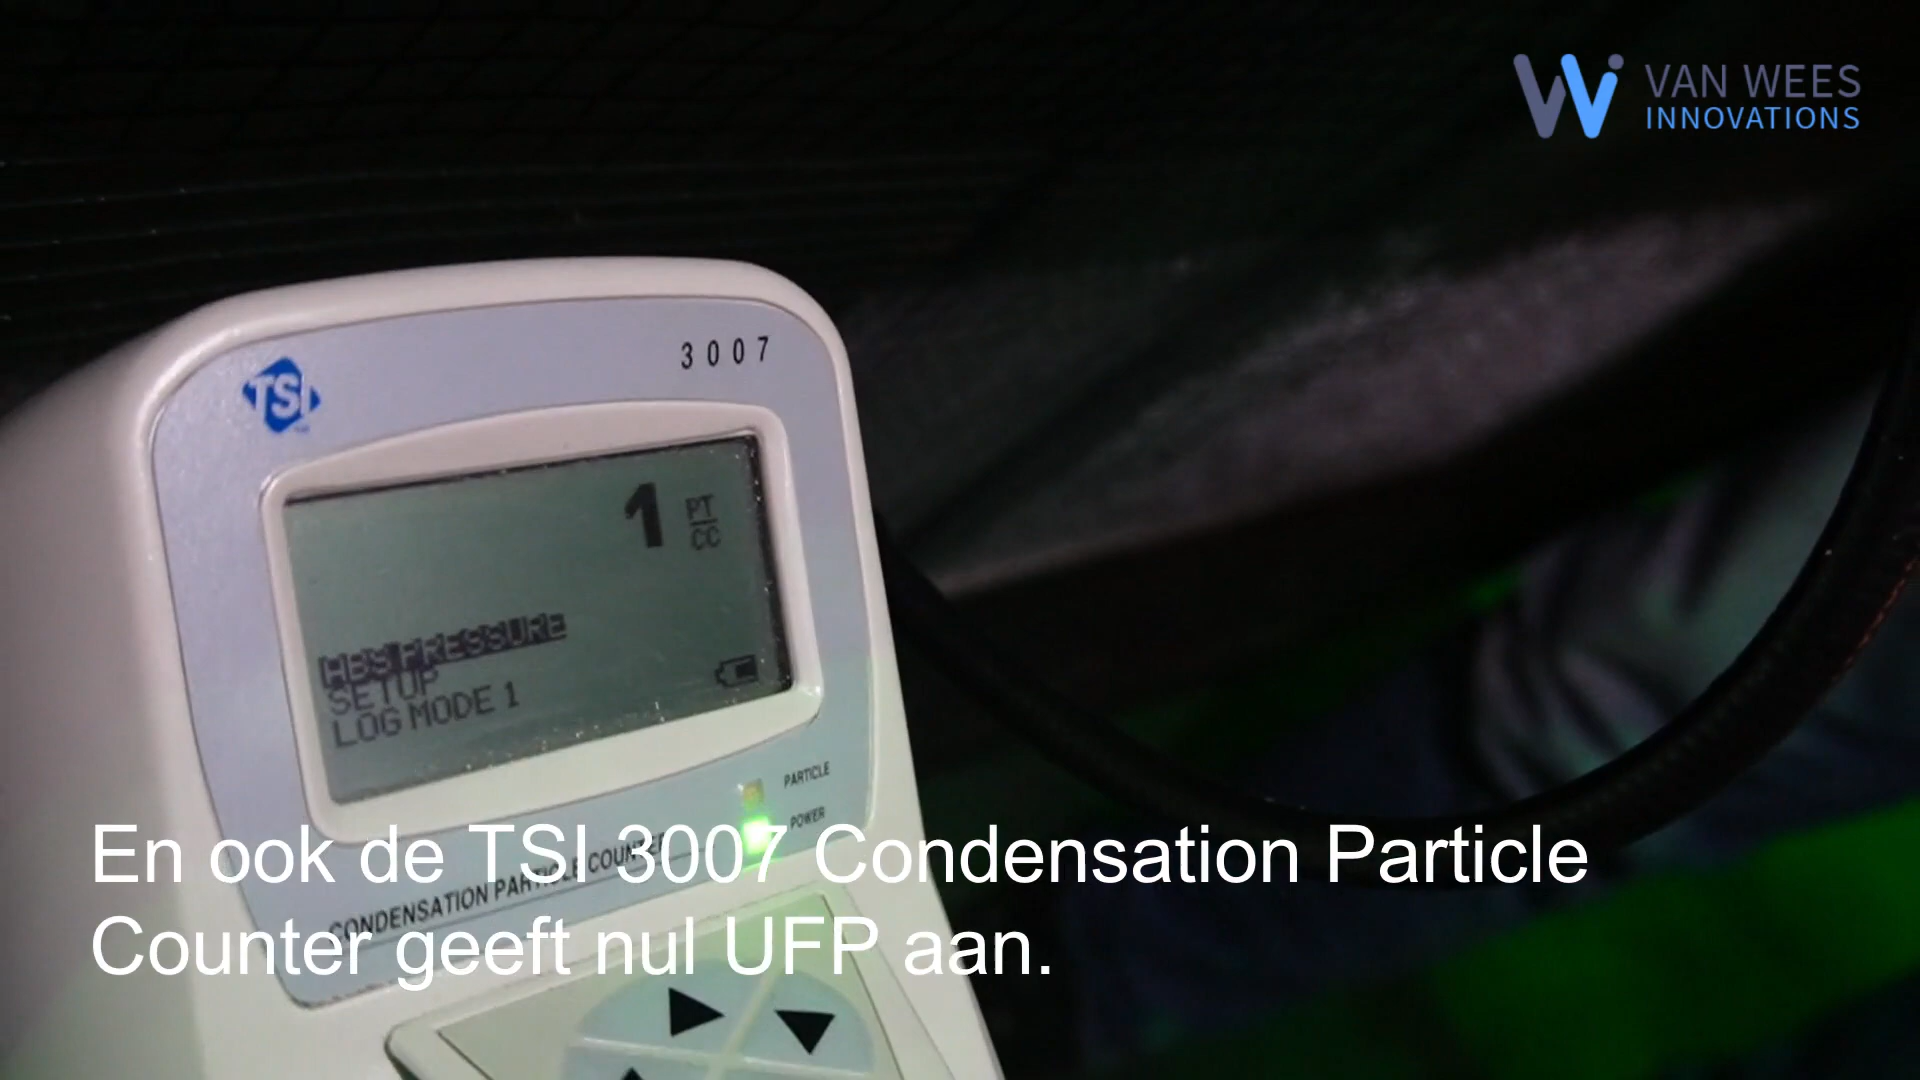 VAN WEES
INNOVATIONS
3007
TSI
1 PT
CC
ABS PRESSURE
SETUP
LOG MODE 1
PARTICLE
POWER
CONDENSATION PARTICLE COUNTER
En ook de TSI 3007 Condensation Particle
Counter geeft nul UFP aan.